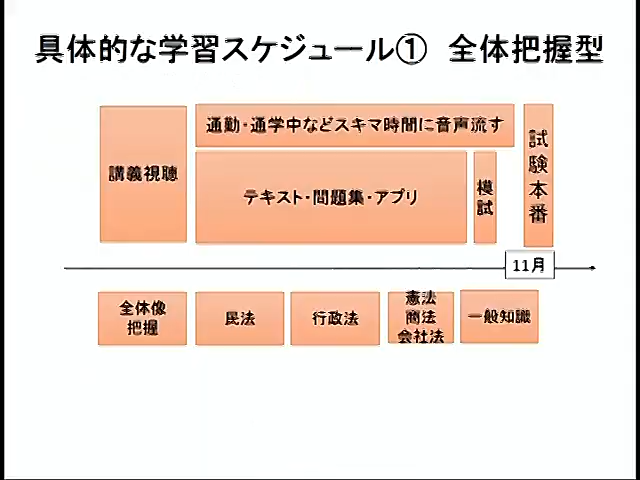 具体的な学習スケジュール① 全体把握型
講義視聴
通勤・通学中などスキマ時間に音声流す
テキスト・問題集・アプリ
模試
試験本番
11月
全体像
把握
民法
行政法
憲法
商法
会社法
一般知識